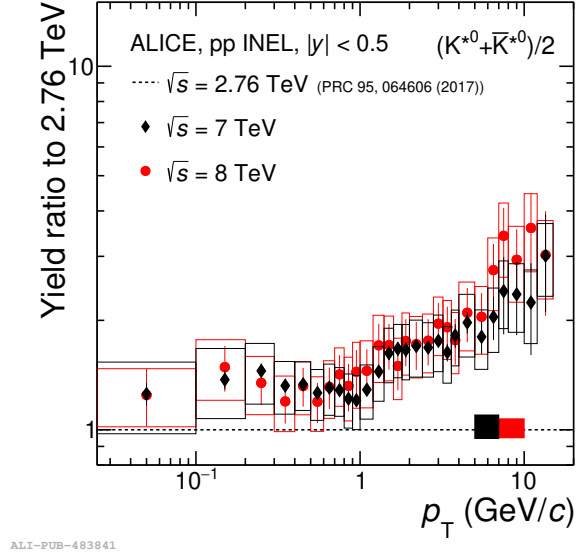 ALICE, pp INEL, |y| < 0.5 (K*⁰+K̅*⁰)/2
√s = 2.76 TeV (PRC 95, 064606 (2017))
√s = 7 TeV
√s = 8 TeV
Yield ratio to 2.76 TeV
10
1
10⁻¹ 1 10
p_T (GeV/c)
ALI-PUB-483841